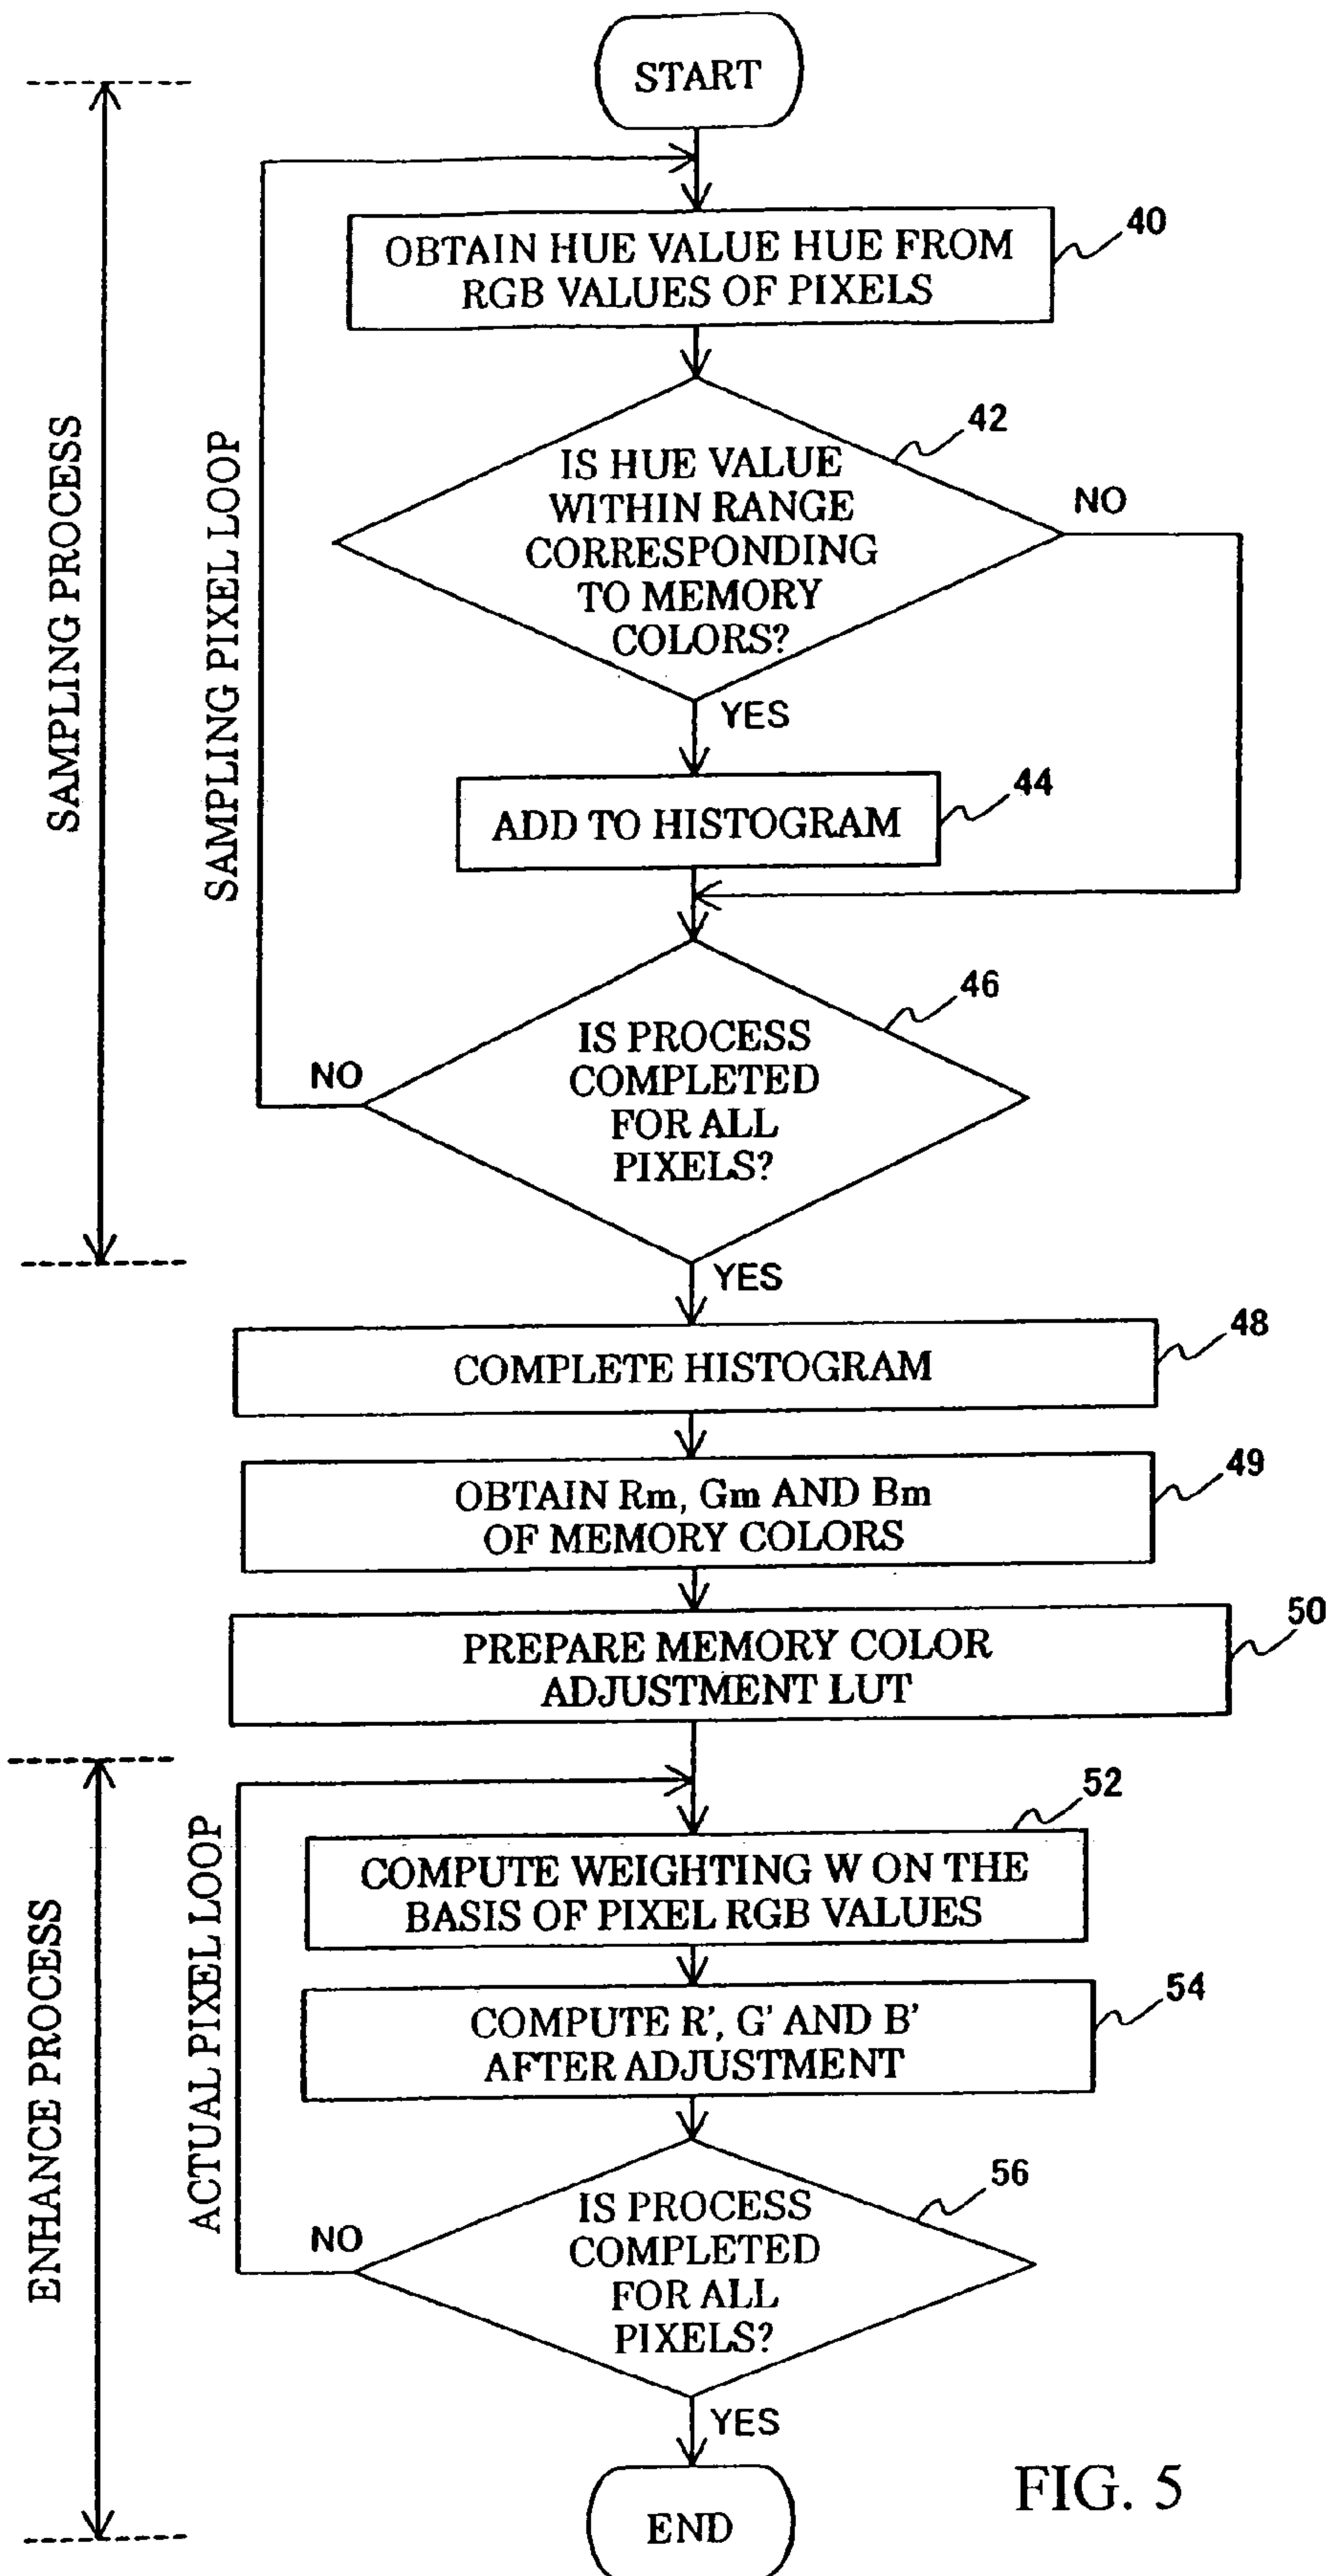 START
OBTAIN HUE VALUE HUE FROM
RGB VALUES OF PIXELS
40
IS HUE VALUE
WITHIN RANGE
CORRESPONDING
TO MEMORY
COLORS?
42
NO
YES
ADD TO HISTOGRAM
44
IS PROCESS
COMPLETED
FOR ALL
PIXELS?
46
NO
YES
SAMPLING PROCESS
SAMPLING PIXEL LOOP
COMPLETE HISTOGRAM
48
OBTAIN Rm, Gm AND Bm
OF MEMORY COLORS
49
PREPARE MEMORY COLOR
ADJUSTMENT LUT
50
COMPUTE WEIGHTING W ON THE
BASIS OF PIXEL RGB VALUES
52
COMPUTE R', G' AND B'
AFTER ADJUSTMENT
54
IS PROCESS
COMPLETED
FOR ALL
PIXELS?
56
NO
YES
ENHANCE PROCESS
ACTUAL PIXEL LOOP
END
FIG. 5